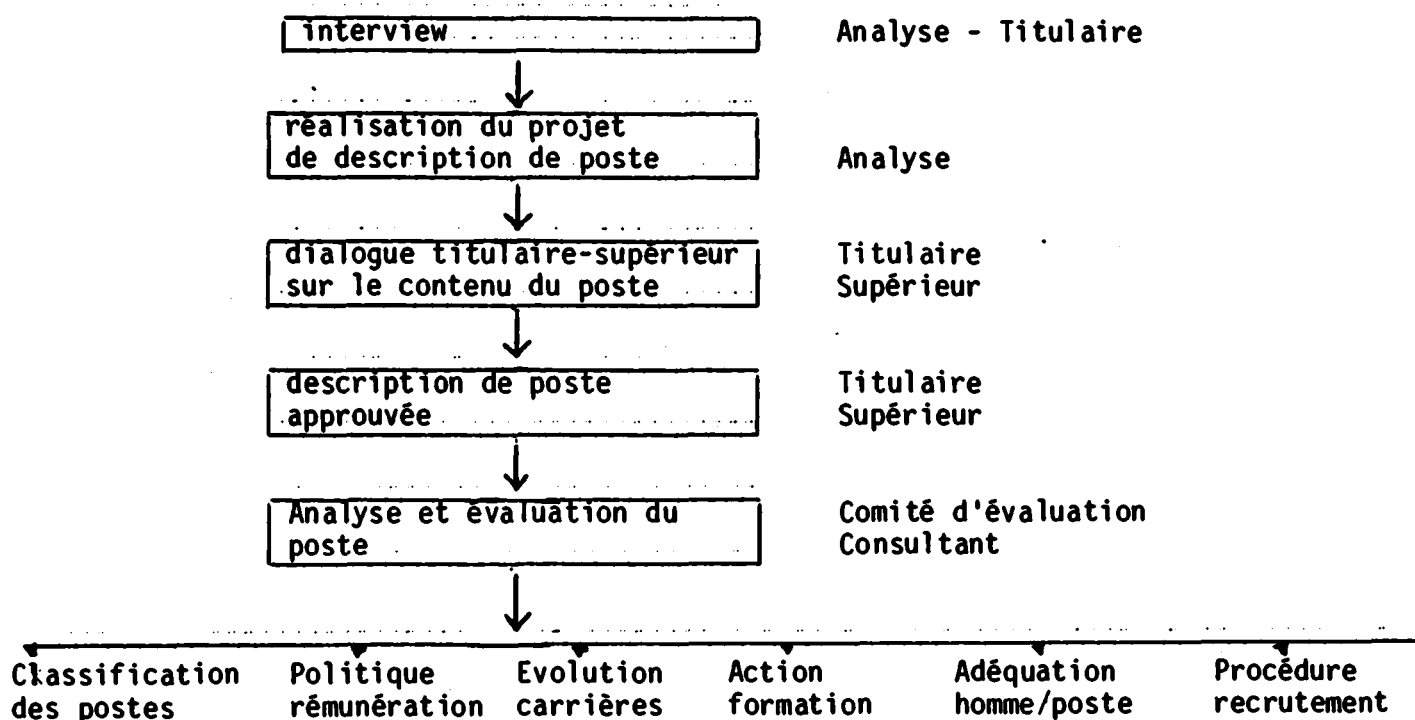 interview Analyse - Titulaire
réalisation du projet
de description de poste Analyse
dialogue titulaire-supérieur Titulaire
sur le contenu du poste Supérieur
description de poste Titulaire
approuvée Supérieur
Analyse et évaluation du Comité d'évaluation
poste Consultant
Classification Politique Evolution Action Adéquation Procédure
des postes rémunération carrières formation homme/poste recrutement